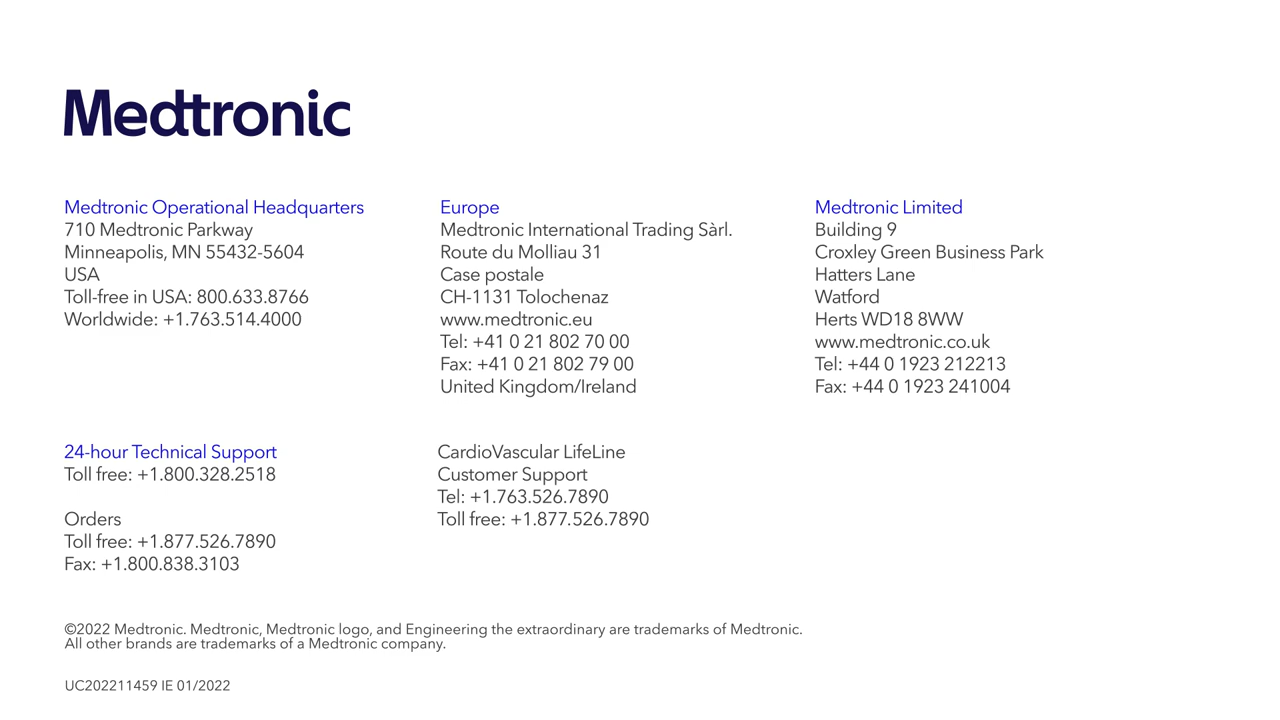 Medtronic
Medtronic Operational Headquarters
710 Medtronic Parkway
Minneapolis, MN 55432-5604
USA
Toll-free in USA: 800.633.8766
Worldwide: +1.763.514.4000
Europe
Medtronic International Trading Sàrl.
Route du Molliau 31
Case postale
CH-1131 Tolochenaz
www.medtronic.eu
Tel: +41 0 21 802 70 00
Fax: +41 0 21 802 79 00
United Kingdom/Ireland
Medtronic Limited
Building 9
Croxley Green Business Park
Hatters Lane
Watford
Herts WD18 8WW
www.medtronic.co.uk
Tel: +44 0 1923 212213
Fax: +44 0 1923 241004
24-hour Technical Support
Toll free: +1.800.328.2518
Orders
Toll free: +1.877.526.7890
Fax: +1.800.838.3103
CardioVascular LifeLine
Customer Support
Tel: +1.763.526.7890
Toll free: +1.877.526.7890
©2022 Medtronic. Medtronic, Medtronic logo, and Engineering the extraordinary are trademarks of Medtronic.
All other brands are trademarks of a Medtronic company.
UC202211459 IE 01/2022